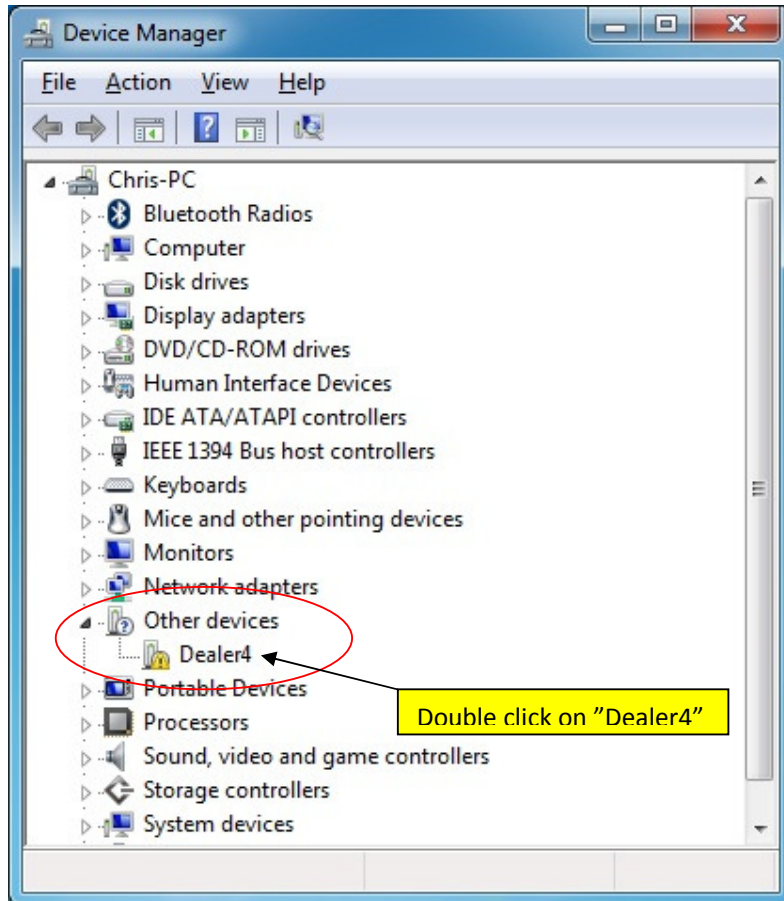 Device Manager
File Action View Help
Chris-PC
Bluetooth Radios
Computer
Disk drives
Display adapters
DVD/CD-ROM drives
Human Interface Devices
IDE ATA/ATAPI controllers
IEEE 1394 Bus host controllers
Keyboards
Mice and other pointing devices
Monitors
Network adapters
Other devices
Dealer4
Portable Devices
Double click on ”Dealer4”
Processors
Sound, video and game controllers
Storage controllers
System devices